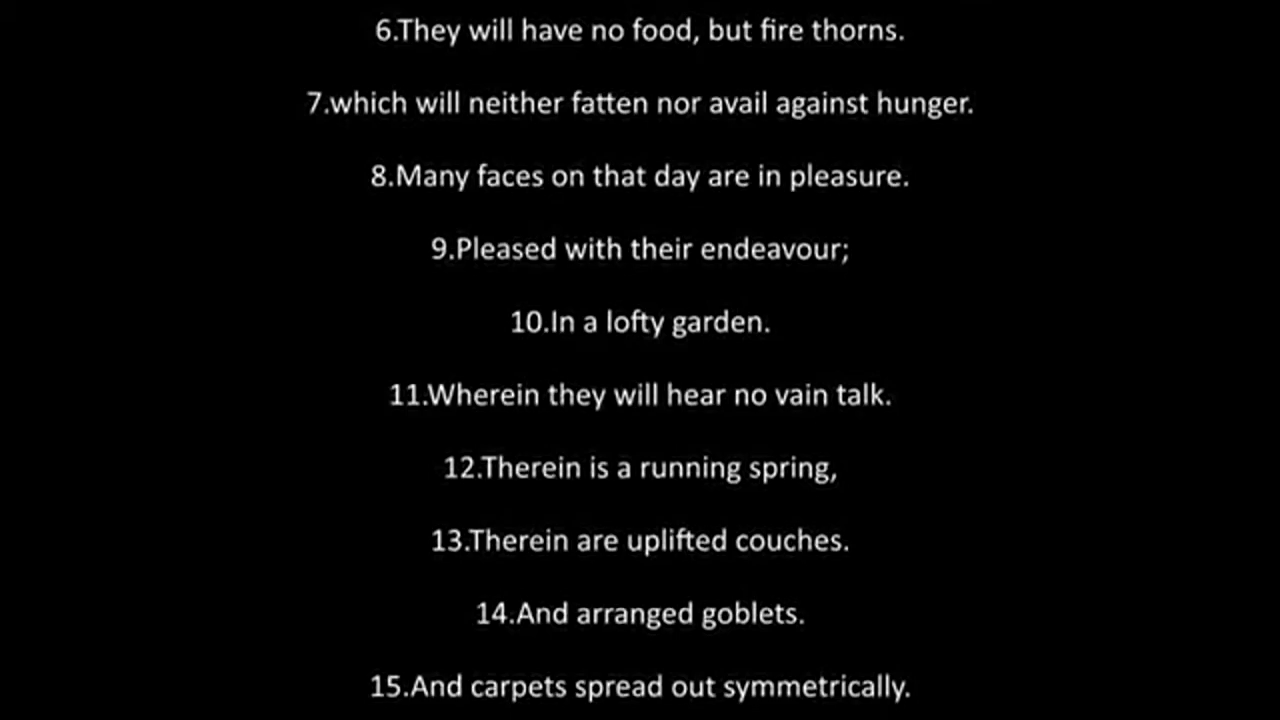 6.They will have no food, but fire thorns.
7.which will neither fatten nor avail against hunger.
8.Many faces on that day are in pleasure.
9.Pleased with their endeavour;
10.In a lofty garden.
11.Wherein they will hear no vain talk.
12.Therein is a running spring,
13.Therein are uplifted couches.
14.And arranged goblets.
15.And carpets spread out symmetrically.